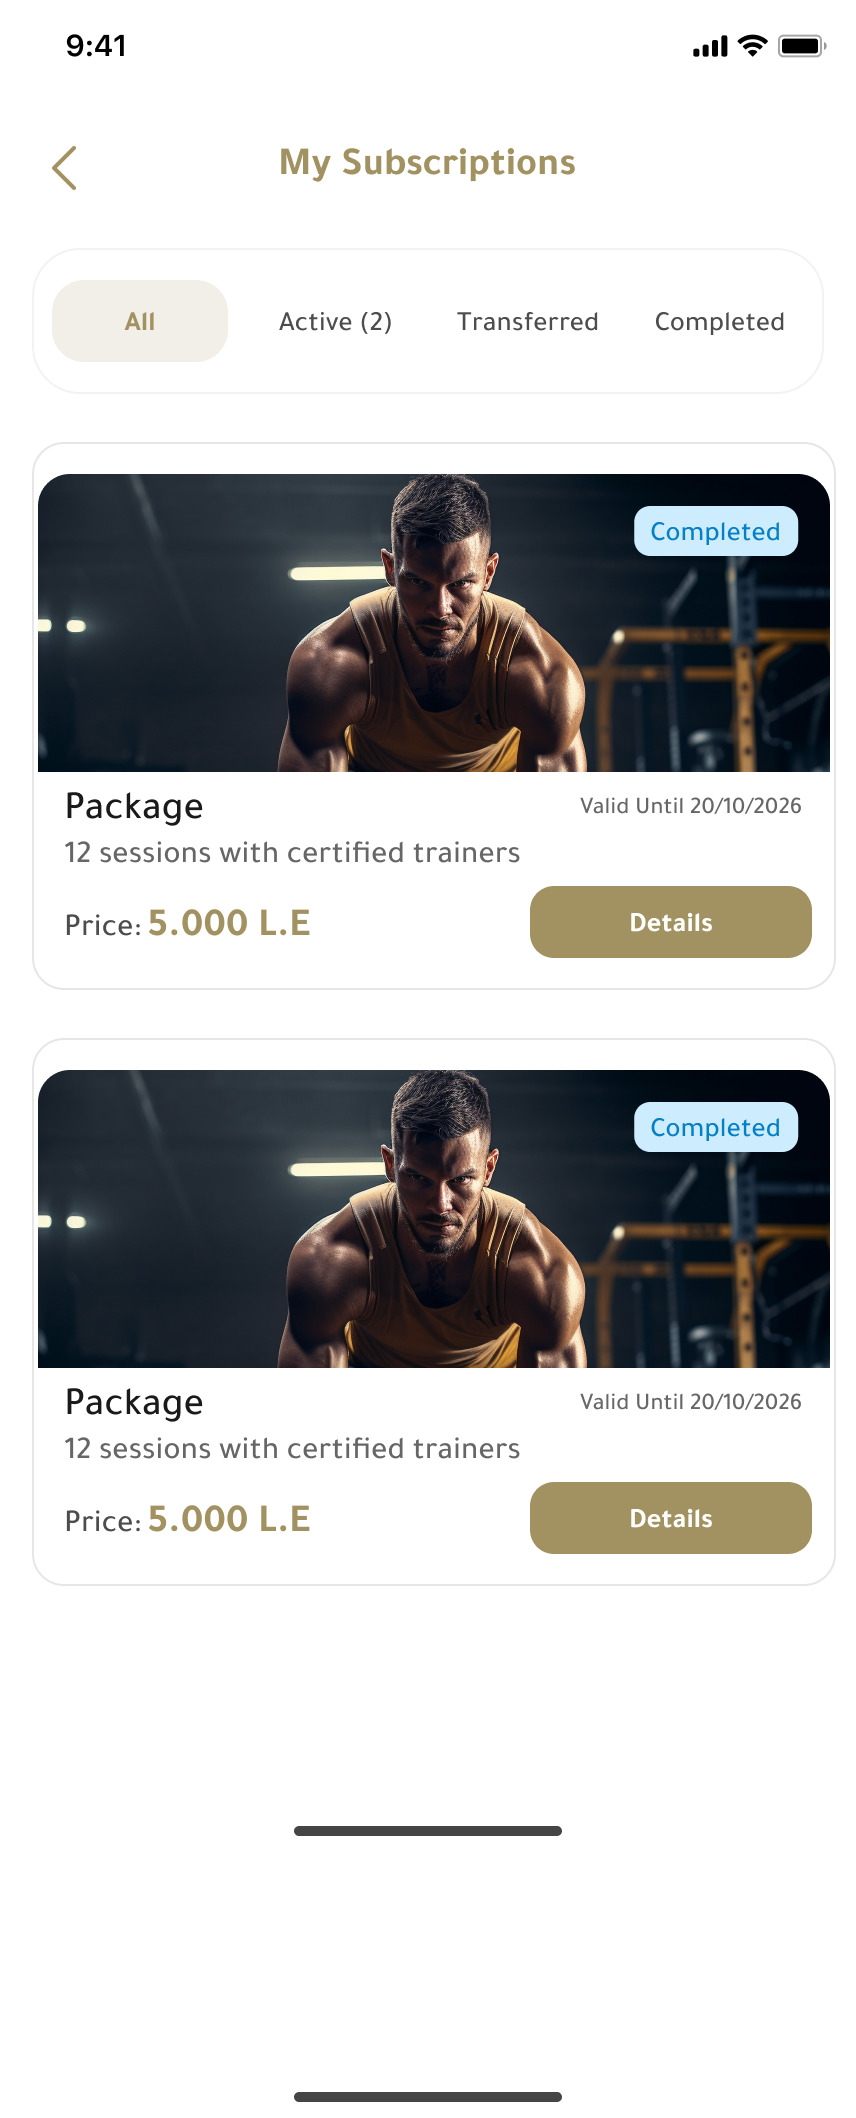 9:41
My Subscriptions
All Active (2) Transferred Completed
Completed
Package Valid Until 20/10/2026
12 sessions with certified trainers
Price: 5.000 L.E Details
Completed
Package Valid Until 20/10/2026
12 sessions with certified trainers
Price: 5.000 L.E Details